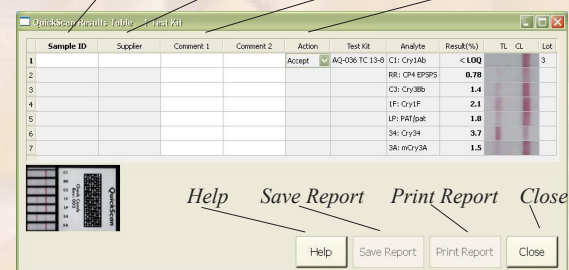 QuickScan Results Table - 1 Test Kit
Sample ID Supplier Comment 1 Comment 2 Action Test Kit Analyte Result(%) TL CL Lot
1 Accept AQ-036 TC 13-8 C1: Cry1Ab <LOQ 3
2 RR: CP4 EPSPS 0.78
3 C3: Cry3Bb 1.4
4 1F: Cry1F 2.1
5 LP: PAT/pat 1.8
6 34: Cry34 3.7
7 3A: mCry3A 1.5
QuickScan
Help Save Report Print Report Close
Help Save Report Print Report Close